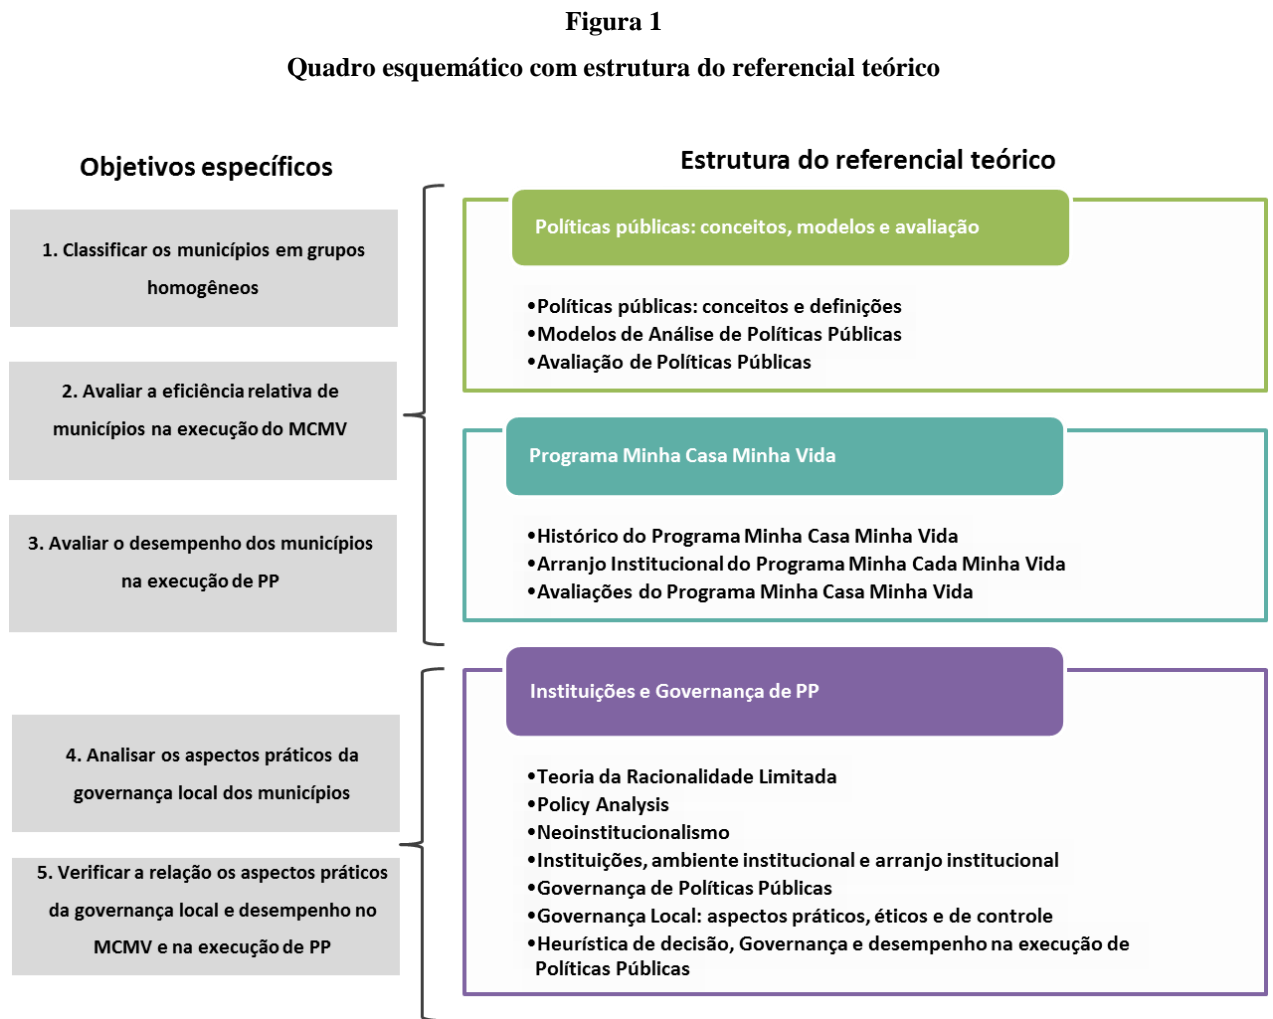 Figura 1
Quadro esquemático com estrutura do referencial teórico
Objetivos específicos
1. Classificar os municípios em grupos
homogêneos
2. Avaliar a eficiência relativa de
municípios na execução do MCMV
3. Avaliar o desempenho dos municípios
na execução de PP
4. Analisar os aspectos práticos da
governança local dos municípios
5. Verificar a relação os aspectos práticos
da governança local e desempenho no
MCMV e na execução de PP
Estrutura do referencial teórico
Políticas públicas: conceitos, modelos e avaliação
•Políticas públicas: conceitos e definições
•Modelos de Análise de Políticas Públicas
•Avaliação de Políticas Públicas
Programa Minha Casa Minha Vida
•Histórico do Programa Minha Casa Minha Vida
•Arranjo Institucional do Programa Minha Cada Minha Vida
•Avaliações do Programa Minha Casa Minha Vida
Instituições e Governança de PP
•Teoria da Racionalidade Limitada
•Policy Analysis
•Neoinstitucionalismo
•Instituições, ambiente institucional e arranjo institucional
•Governança de Políticas Públicas
•Governança Local: aspectos práticos, éticos e de controle
•Heurística de decisão, Governança e desempenho na execução de
Políticas Públicas